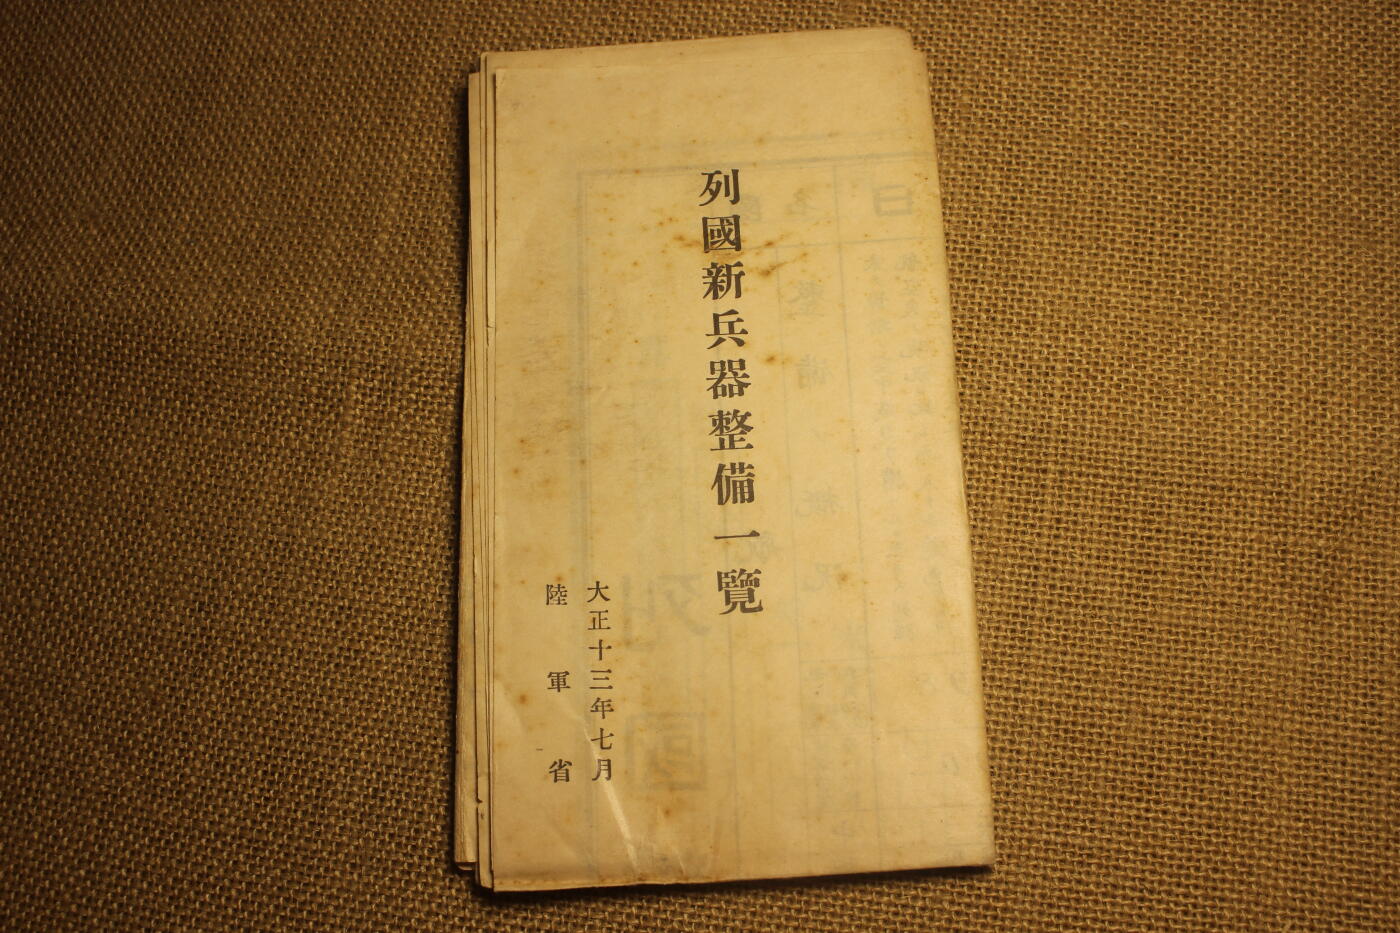 列國新兵器整備一覽
大正十三年七月
陸軍省